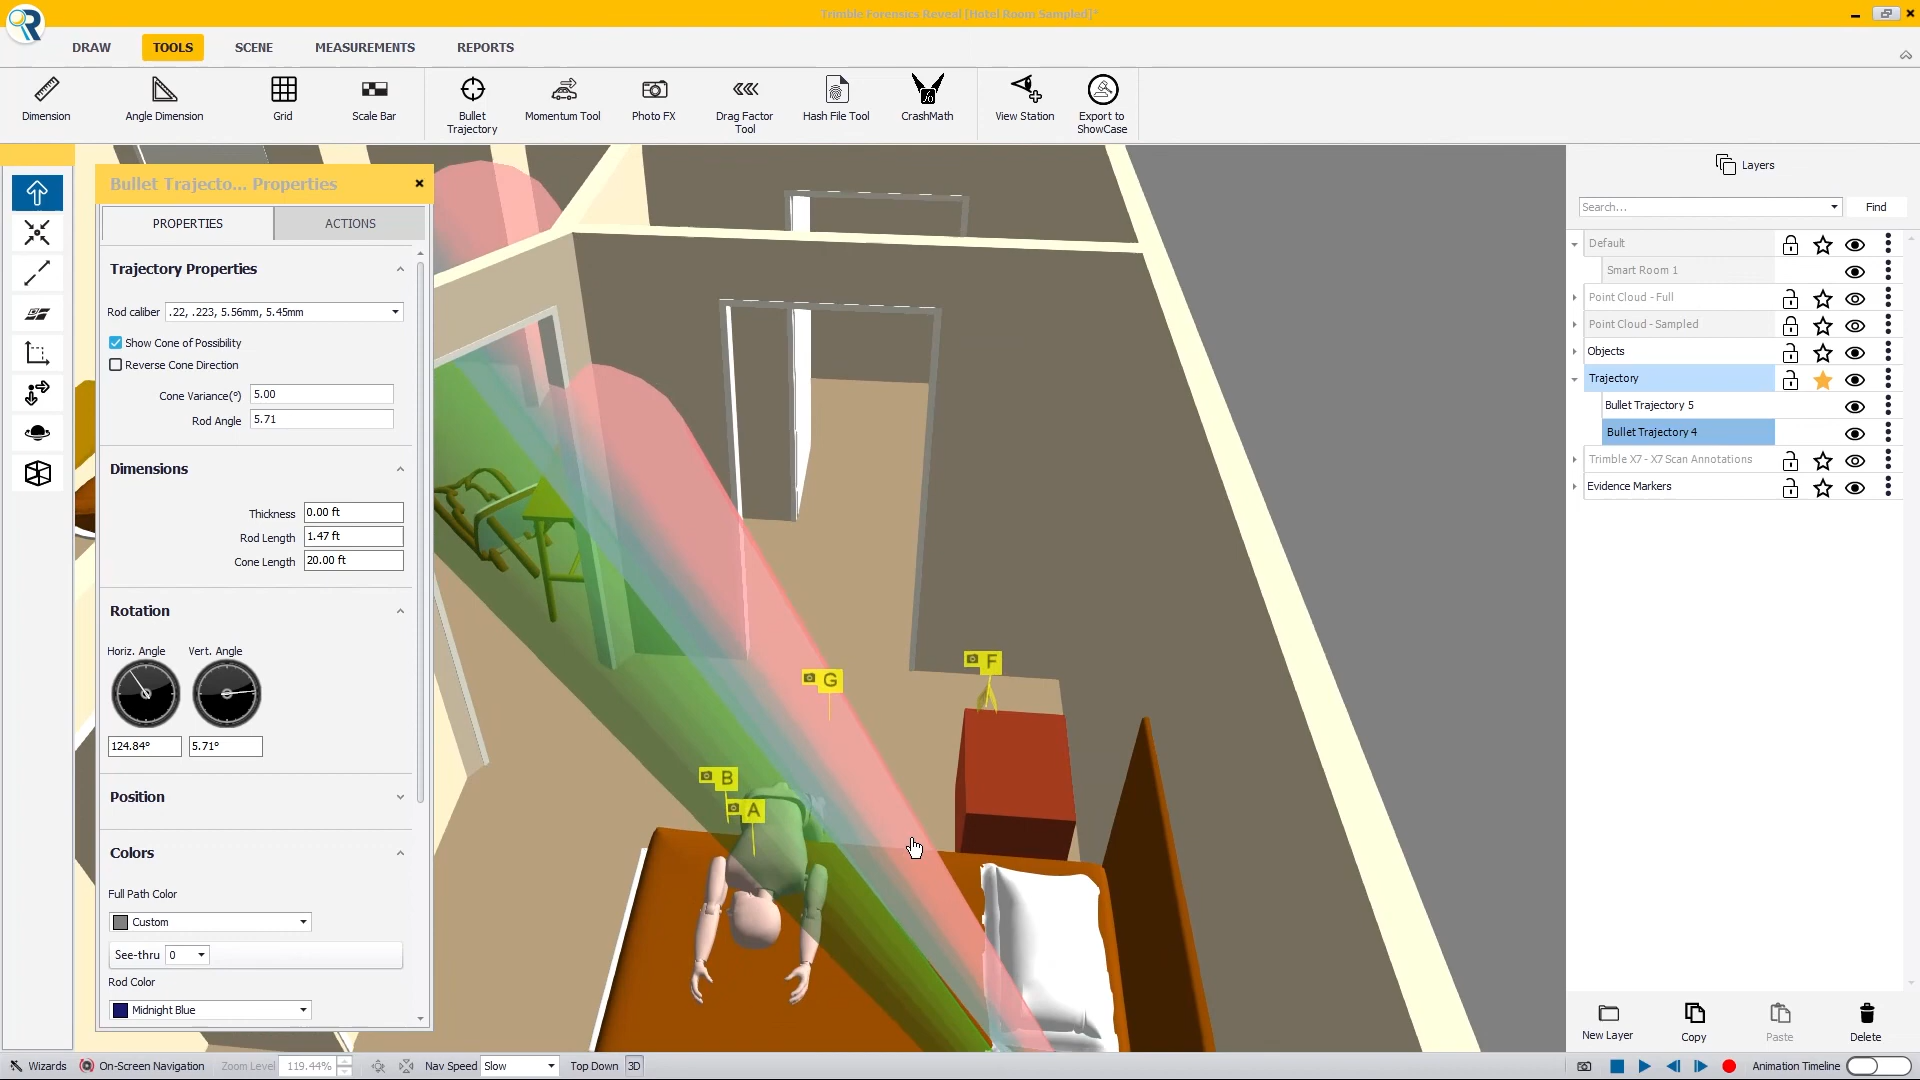 Trimble Forensics Reveal [Hotel Room Sampled]*
DRAW TOOLS SCENE MEASUREMENTS REPORTS
Dimension
Angle Dimension
Grid
Scale Bar
Bullet
Trajectory
Momentum Tool
Photo FX
Drag Factor
Tool
Hash File Tool
CrashMath
View Station
Export to
ShowCase
Bullet Trajecto... Properties
PROPERTIES ACTIONS
Trajectory Properties
Rod caliber .22, .223, 5.56mm, 5.45mm
Show Cone of Possibility
Reverse Cone Direction
Cone Variance(°) 5.00
Rod Angle 5.71
Dimensions
Thickness 0.00 ft
Rod Length 1.47 ft
Cone Length 20.00 ft
Rotation
Horiz. Angle Vert. Angle
124.84° 5.71°
Position
Colors
Full Path Color
Custom
See-thru 0
Rod Color
Midnight Blue
F
G
B
A
Layers
Search... Find
Default
Smart Room 1
Point Cloud - Full
Point Cloud - Sampled
Objects
Trajectory
Bullet Trajectory 5
Bullet Trajectory 4
Trimble X7 - X7 Scan Annotations
Evidence Markers
New Layer Copy Paste Delete
Wizards On-Screen Navigation Zoom Level 119.44% Nav Speed Slow Top Down 3D Animation Timeline